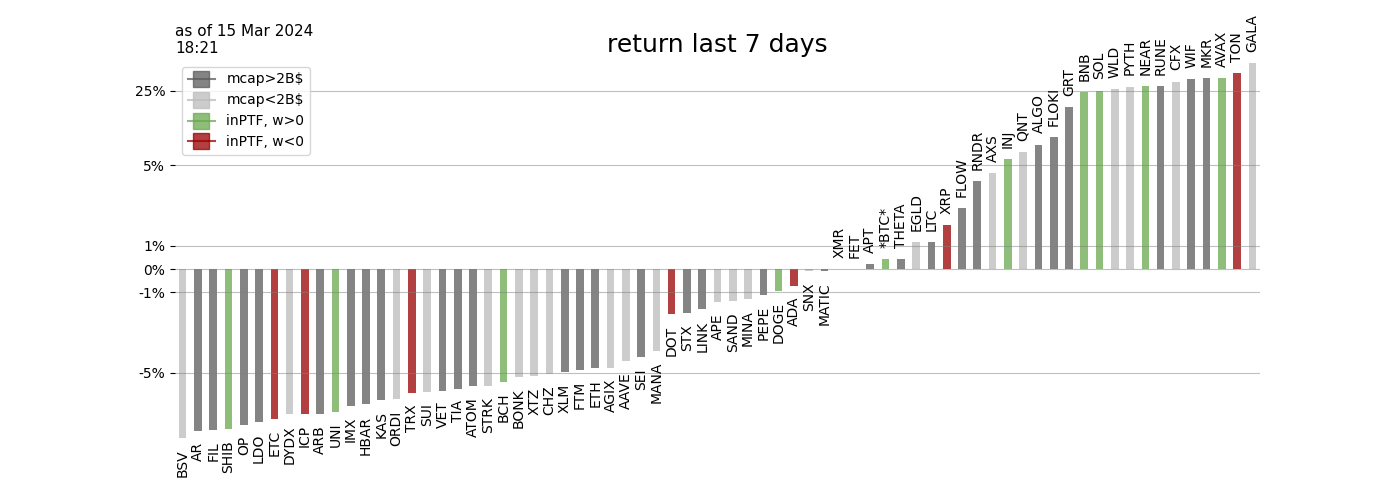 as of 15 Mar 2024
18:21
return last 7 days
mcap>2B$
mcap<2B$
inPTF, w>0
inPTF, w<0
25%
5%
1%
0%
-1%
-5%
BSV
AR
FIL
SHIB
OP
LDO
ETC
DYDX
ICP
ARB
UNI
IMX
HBAR
KAS
ORDI
TRX
SUI
VET
TIA
ATOM
STRK
BCH
BONK
XTZ
CHZ
XLM
FTM
ETH
AGIX
AAVE
SEI
MANA
DOT
STX
LINK
APE
SAND
MINA
PEPE
DOGE
ADA
SNX
MATIC
XMR
FET
APT
*BTC*
THETA
EGLD
LTC
XRP
FLOW
RNDR
AXS
INJ
QNT
ALGO
FLOKI
GRT
BNB
SOL
WLD
PYTH
NEAR
RUNE
CFX
WIF
MKR
AVAX
TON
GALA